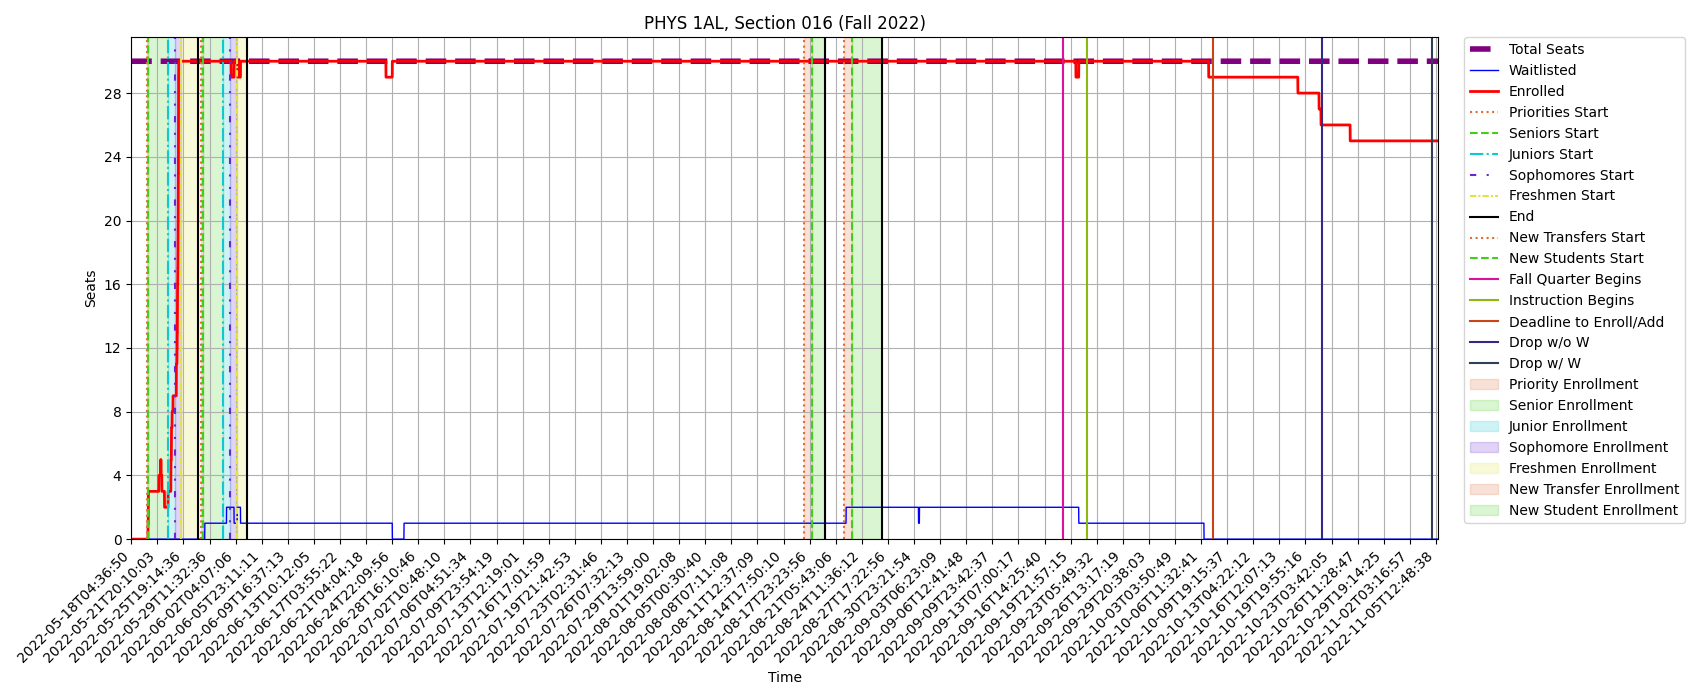 PHYS 1AL, Section 016 (Fall 2022)
Seats
28
24
20
16
12
8
4
0
2022-05-18T04:36:50
2022-05-21T20:10:03
2022-05-25T19:14:36
2022-05-29T11:32:36
2022-06-02T04:07:06
2022-06-05T23:11:11
2022-06-09T16:37:13
2022-06-13T10:12:05
2022-06-17T03:55:22
2022-06-21T04:04:18
2022-06-24T22:09:56
2022-06-28T16:10:46
2022-07-02T10:48:10
2022-07-06T04:51:34
2022-07-09T23:54:19
2022-07-13T12:19:01
2022-07-16T17:01:59
2022-07-19T21:42:53
2022-07-23T02:31:46
2022-07-26T07:32:13
2022-07-29T13:59:00
2022-08-01T19:02:08
2022-08-05T00:30:40
2022-08-08T07:11:08
2022-08-11T12:37:09
2022-08-14T17:50:10
2022-08-17T23:23:56
2022-08-21T05:43:06
2022-08-24T11:36:12
2022-08-27T17:22:56
2022-08-30T23:21:54
2022-09-03T06:23:09
2022-09-06T12:41:48
2022-09-09T23:42:37
2022-09-13T07:00:17
2022-09-16T14:25:40
2022-09-19T21:57:15
2022-09-23T05:49:32
2022-09-26T13:17:19
2022-09-29T20:38:03
2022-10-03T03:50:49
2022-10-06T11:32:41
2022-10-09T19:15:37
2022-10-13T04:22:12
2022-10-16T12:07:13
2022-10-19T19:55:16
2022-10-23T03:42:05
2022-10-26T11:28:47
2022-10-29T19:14:25
2022-11-02T03:16:57
2022-11-05T12:48:38
Time
Total Seats
Waitlisted
Enrolled
Priorities Start
Seniors Start
Juniors Start
Sophomores Start
Freshmen Start
End
New Transfers Start
New Students Start
Fall Quarter Begins
Instruction Begins
Deadline to Enroll/Add
Drop w/o W
Drop w/ W
Priority Enrollment
Senior Enrollment
Junior Enrollment
Sophomore Enrollment
Freshmen Enrollment
New Transfer Enrollment
New Student Enrollment